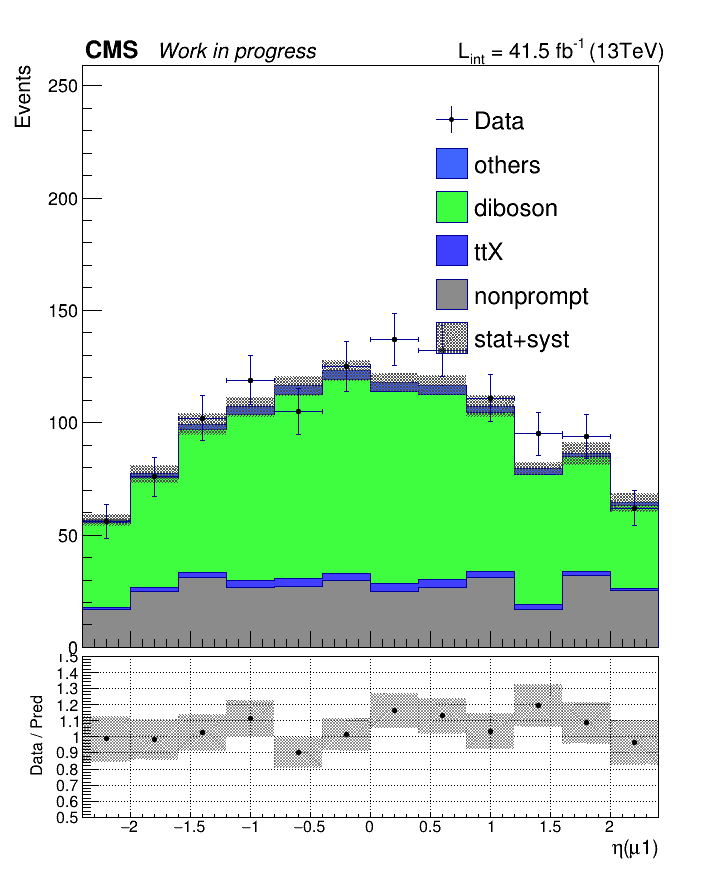 CMS Work in progress L_int = 41.5 fb^-1 (13TeV)
Events
250
200
150
100
50
0
Data
others
diboson
ttX
nonprompt
stat+syst
Data / Pred
1.5
1.4
1.3
1.2
1.1
1
0.9
0.8
0.7
0.6
0.5
−2 −1.5 −1 −0.5 0 0.5 1 1.5 2
η(μ1)